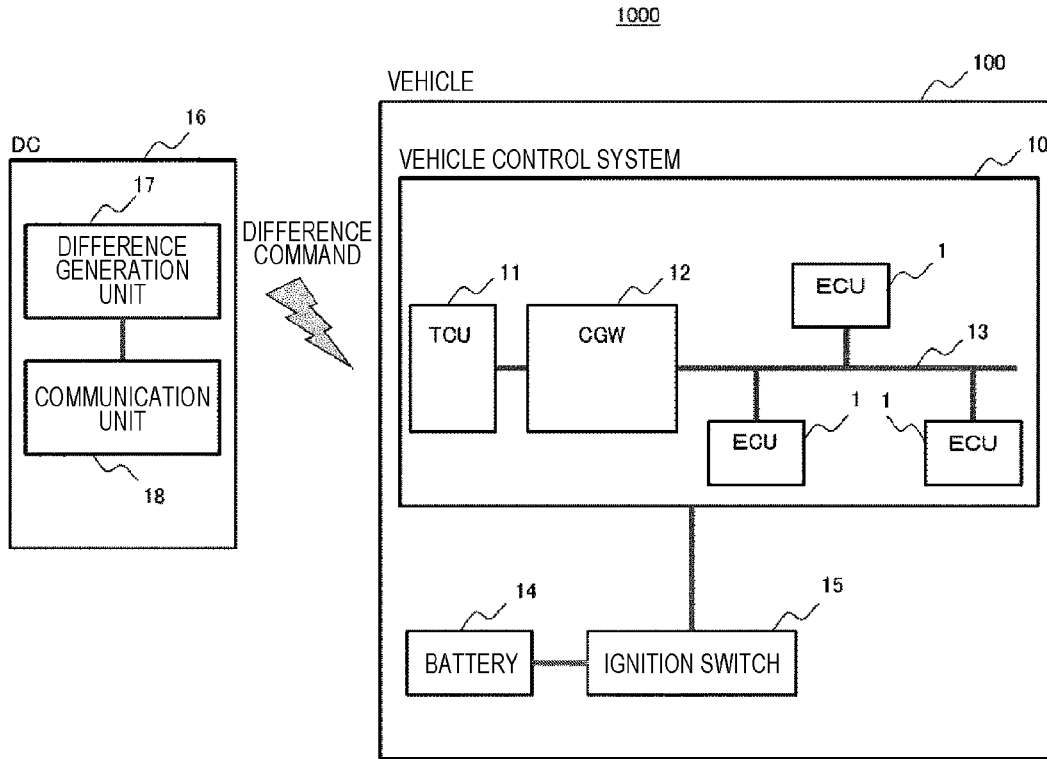 1000
VEHICLE
100
DC
16
VEHICLE CONTROL SYSTEM
10
17
DIFFERENCE
GENERATION
UNIT
DIFFERENCE
COMMAND
11
TCU
12
CGW
1
ECU
13
COMMUNICATION
UNIT
18
1
ECU
1
ECU
14
BATTERY
15
IGNITION SWITCH